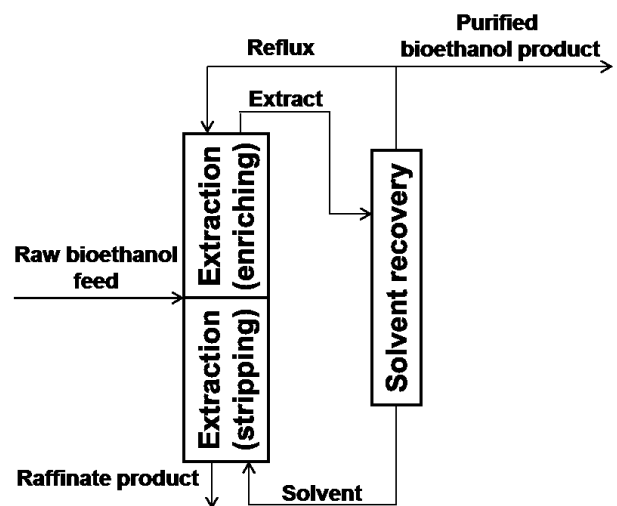 Purified
bioethanol product
Reflux
Extract
Extraction
(enriching)
Solvent recovery
Raw bioethanol
feed
Extraction
(stripping)
Raffinate product
Solvent